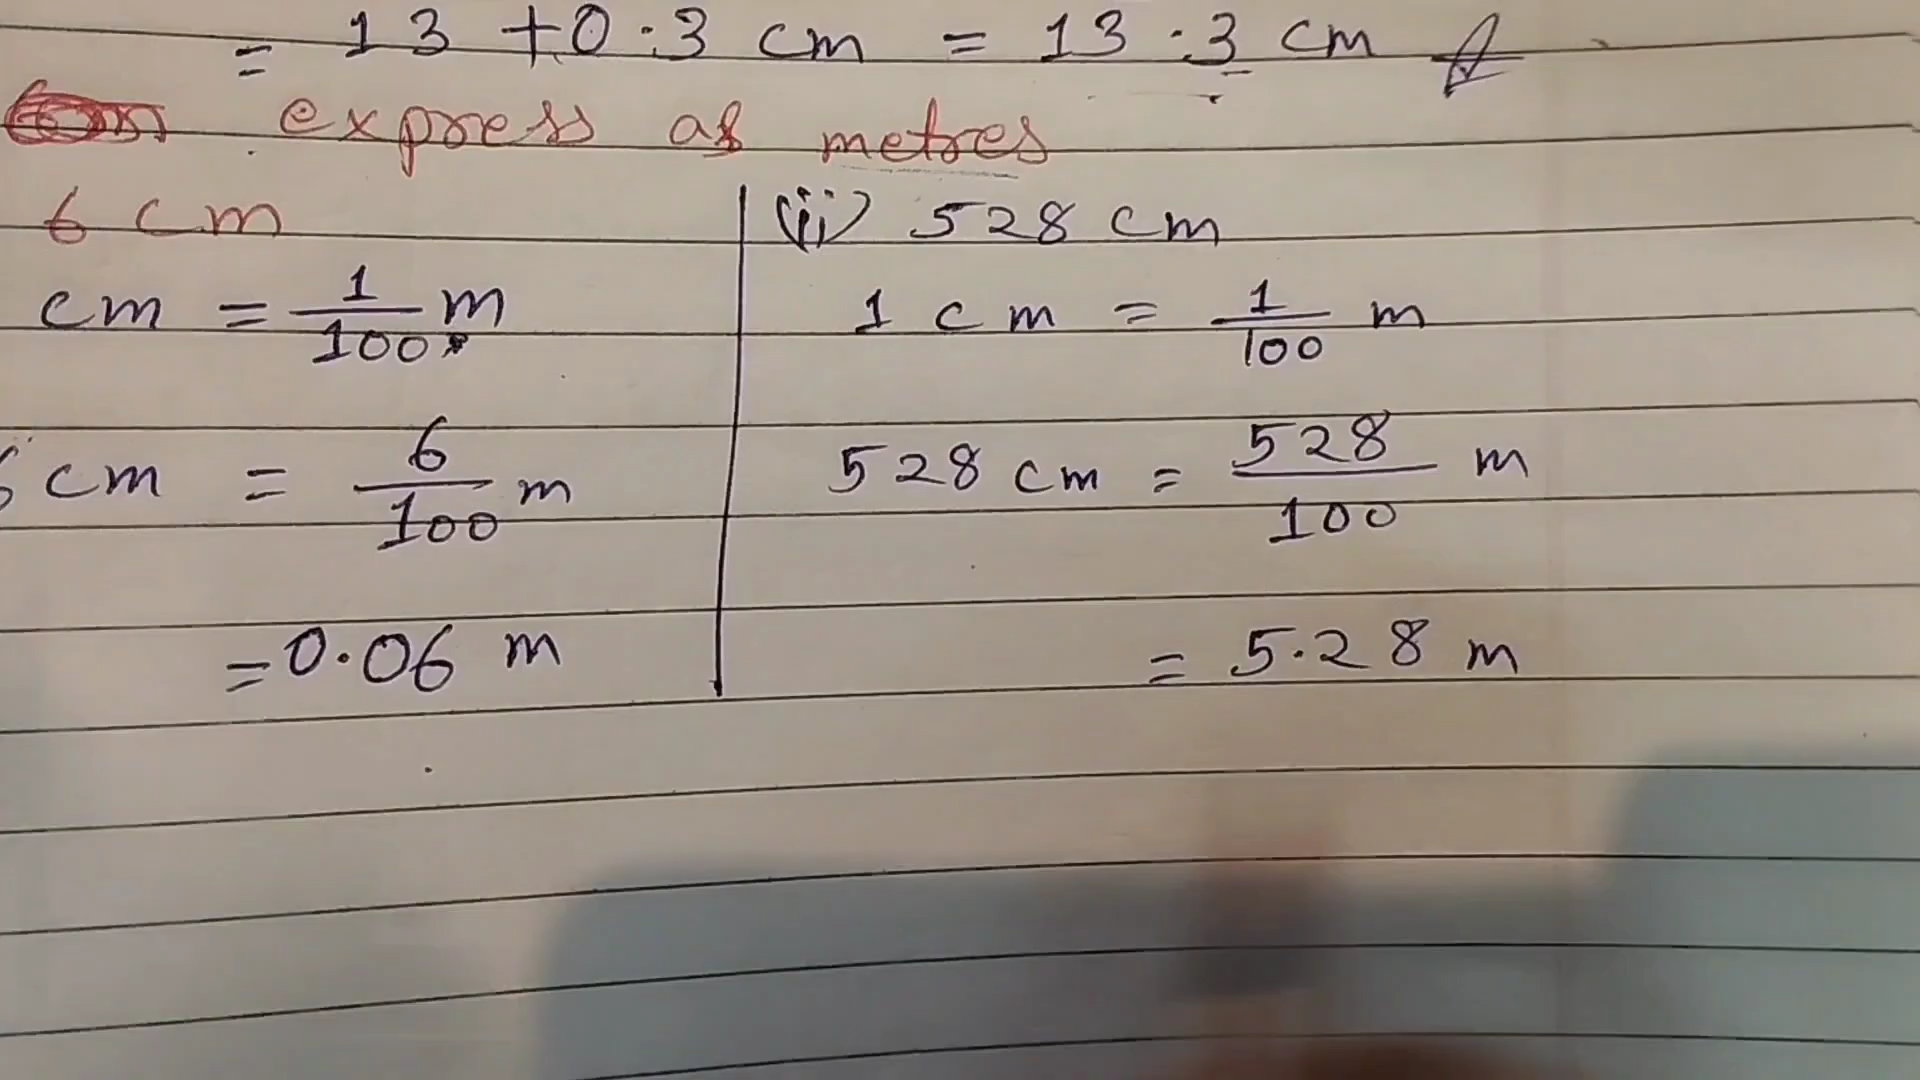 = 13 + 0.3 cm = 13.3 cm
express as metres
6 cm
cm = 1/100 m
6 cm = 6/100 m
= 0.06 m
(ii) 528 cm
1 cm = 1/100 m
528 cm = 528/100 m
= 5.28 m